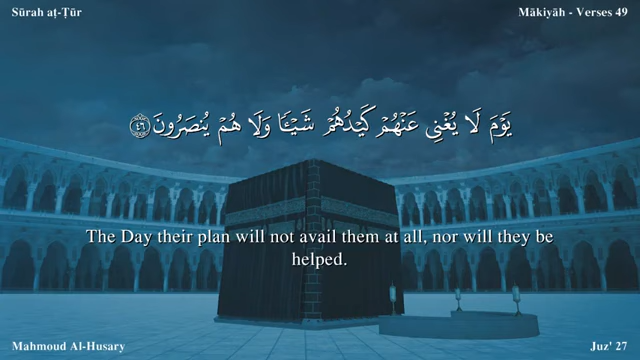 Sūrah aṭ-Ṭūr
Mākiyāh - Verses 49
يَوْمَ لَا يُغْنِي عَنْهُمْ كَيْدُهُمْ شَيْـًٔا وَلَا هُمْ يُنصَرُونَ ٤٦
The Day their plan will not avail them at all, nor will they be
helped.
Mahmoud Al-Husary
Juz' 27